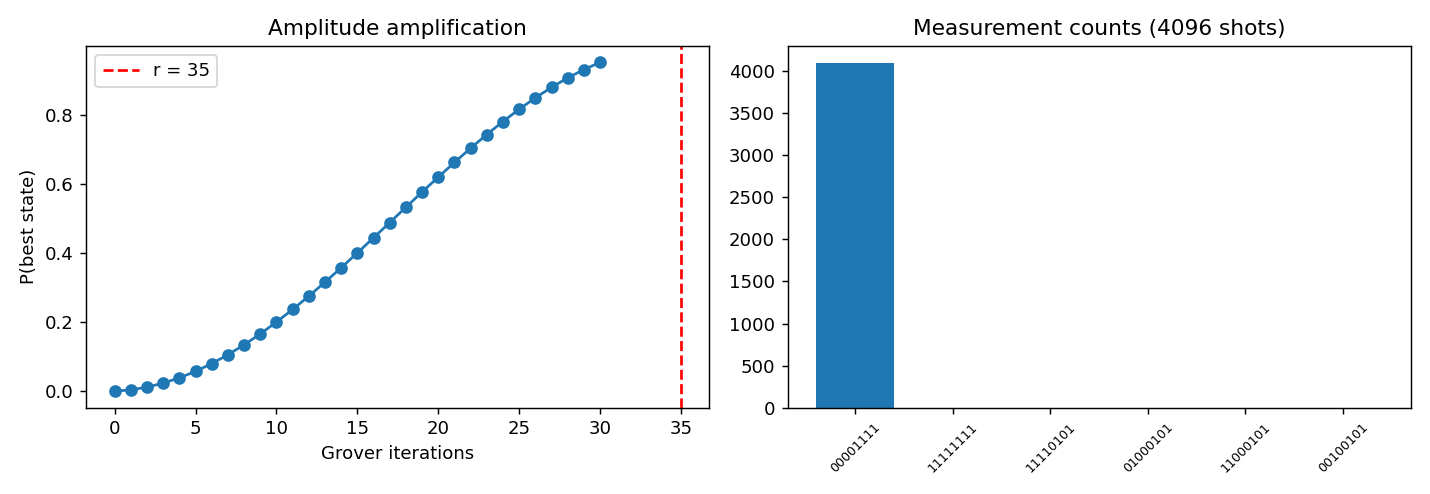 Amplitude amplification
r = 35
P(best state)
0.8
0.6
0.4
0.2
0.0
0 5 10 15 20 25 30 35
Grover iterations
Measurement counts (4096 shots)
4000
3500
3000
2500
2000
1500
1000
500
0
00001111 11111111 11110101 01000101 11000101 00100101